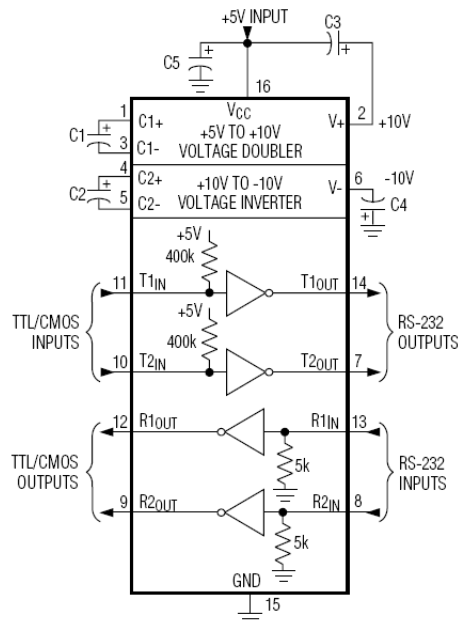 +5V INPUT
C3
+
C5
+
16
1
C1+
VCC
V+
2
+10V
C1
+
+5V TO +10V
VOLTAGE DOUBLER
3
C1-
4
C2+
+10V TO -10V
VOLTAGE INVERTER
V-
6
-10V
C2
+
5
C2-
C4
+
+5V
400k
11
T1IN
T1OUT
14
TTL/CMOS
INPUTS
+5V
400k
RS-232
OUTPUTS
10
T2IN
T2OUT
7
12
R1OUT
R1IN
13
TTL/CMOS
OUTPUTS
5k
RS-232
INPUTS
9
R2OUT
R2IN
8
5k
GND
15